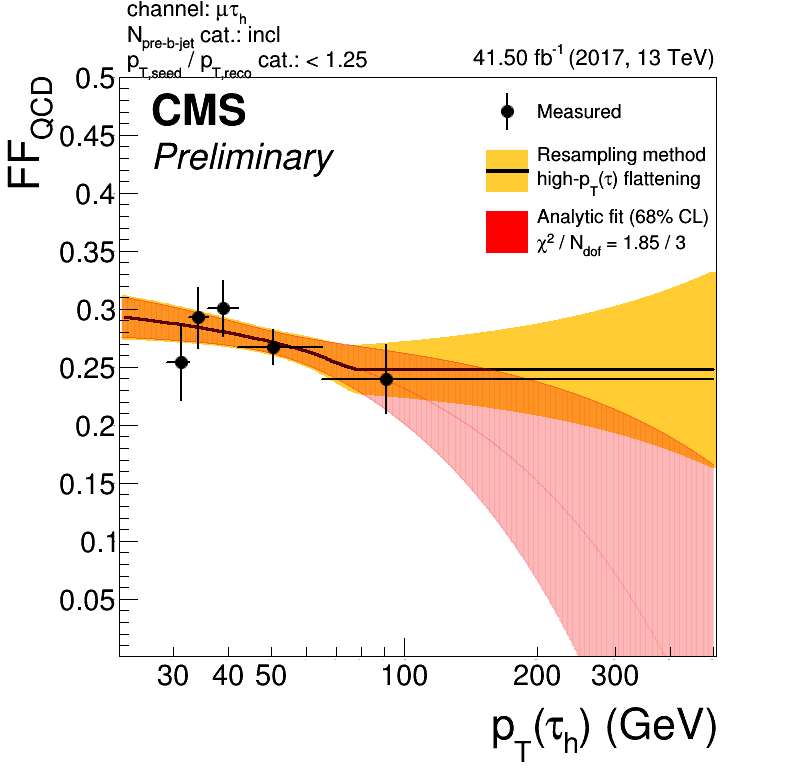 channel: μτh
Npre-b-jet cat.: incl
pT,seed / pT,reco cat.: < 1.25
41.50 fb-1 (2017, 13 TeV)
CMS
Preliminary
Measured
Resampling method
high-pT(τ) flattening
Analytic fit (68% CL)
χ2 / Ndof = 1.85 / 3
FFQCD
0.5
0.45
0.4
0.35
0.3
0.25
0.2
0.15
0.1
0.05
30 40 50 100 200 300
pT(τh) (GeV)